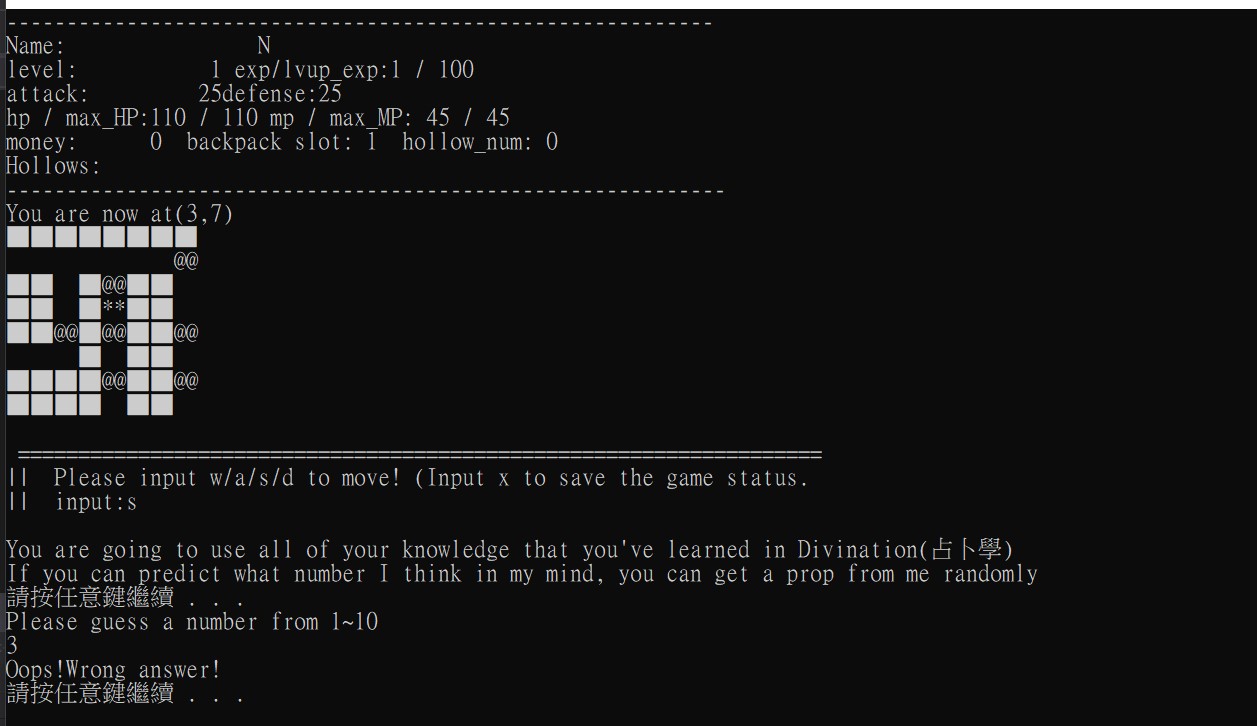 -----------------------------------------------------------
Name:                N
level:           1 exp/lvup_exp:1 / 100
attack:         25defense:25
hp / max_HP:110 / 110 mp / max_MP: 45 / 45
money:      0  backpack slot: 1  hollow_num: 0
Hollows:
------------------------------------------------------------
You are now at(3,7)
■■■■■■■■
              @@
■■  ■@@■■
■■  ■**■■
■■@@■@@■■@@
      ■  ■■
■■■■@@■■@@
■■■■  ■■
===================================================================
||  Please input w/a/s/d to move! (Input x to save the game status.
||  input:s
You are going to use all of your knowledge that you've learned in Divination(占卜學)
If you can predict what number I think in my mind, you can get a prop from me randomly
請按任意鍵繼續 . . .
Please guess a number from 1~10
3
Oops!Wrong answer!
請按任意鍵繼續 . . .